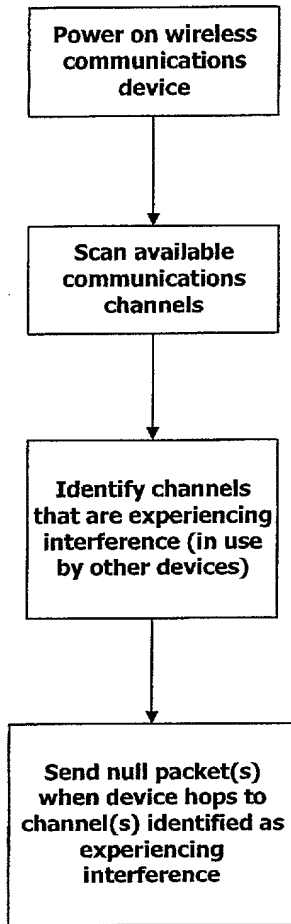 Power on wireless
communications
device
Scan available
communications
channels
Identify channels
that are experiencing
interference (in use
by other devices)
Send null packet(s)
when device hops to
channel(s) identified as
experiencing
interference